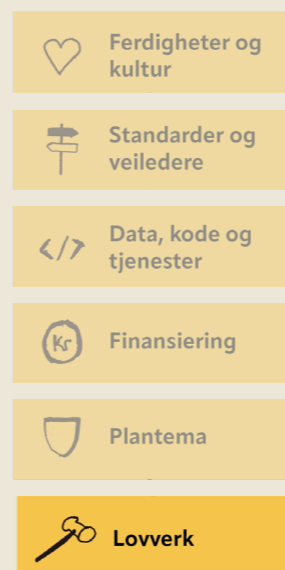 Ferdigheter og
kultur
Standarder og
veiledere
</>
Data, kode og
tjenester
Kr
Finansiering
Plantema
Lovverk